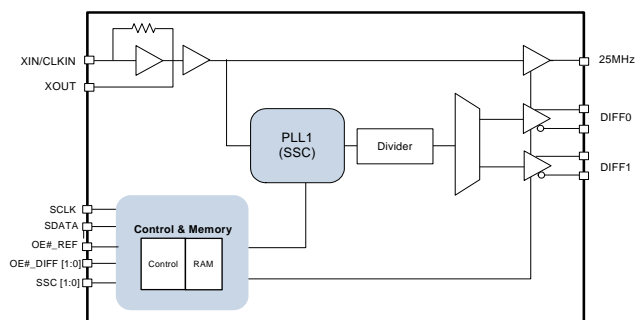 XIN/CLKIN
XOUT
25MHz
DIFF0
DIFF1
PLL1
(SSC)
Divider
SCLK
SDATA
OE#_REF
OE#_DIFF [1:0]
SSC [1:0]
Control & Memory
Control
RAM